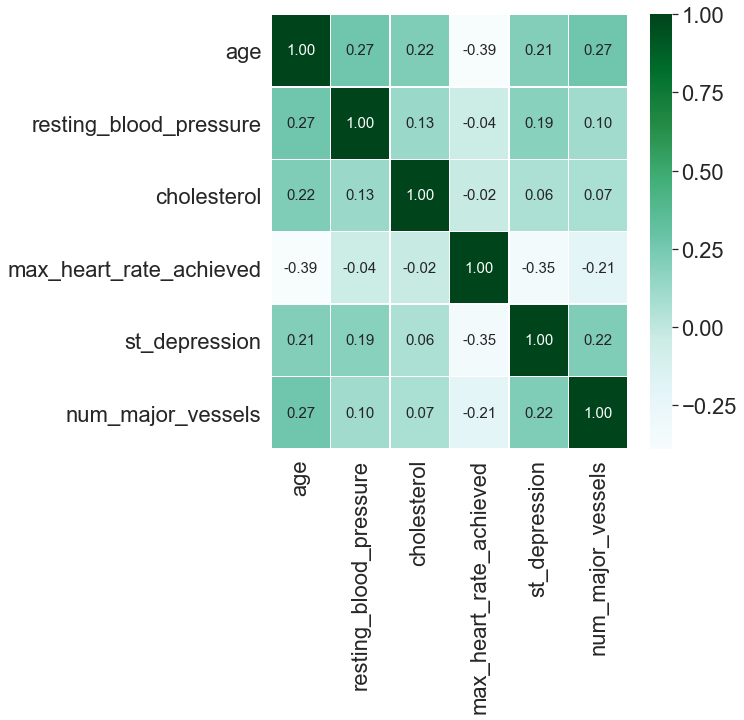 age 1.00 0.27 0.22 -0.39 0.21 0.27
resting_blood_pressure 0.27 1.00 0.13 -0.04 0.19 0.10
cholesterol 0.22 0.13 1.00 -0.02 0.06 0.07
max_heart_rate_achieved -0.39 -0.04 -0.02 1.00 -0.35 -0.21
st_depression 0.21 0.19 0.06 -0.35 1.00 0.22
num_major_vessels 0.27 0.10 0.07 -0.21 0.22 1.00
age
resting_blood_pressure
cholesterol
max_heart_rate_achieved
st_depression
num_major_vessels
1.00
0.75
0.50
0.25
0.00
−0.25